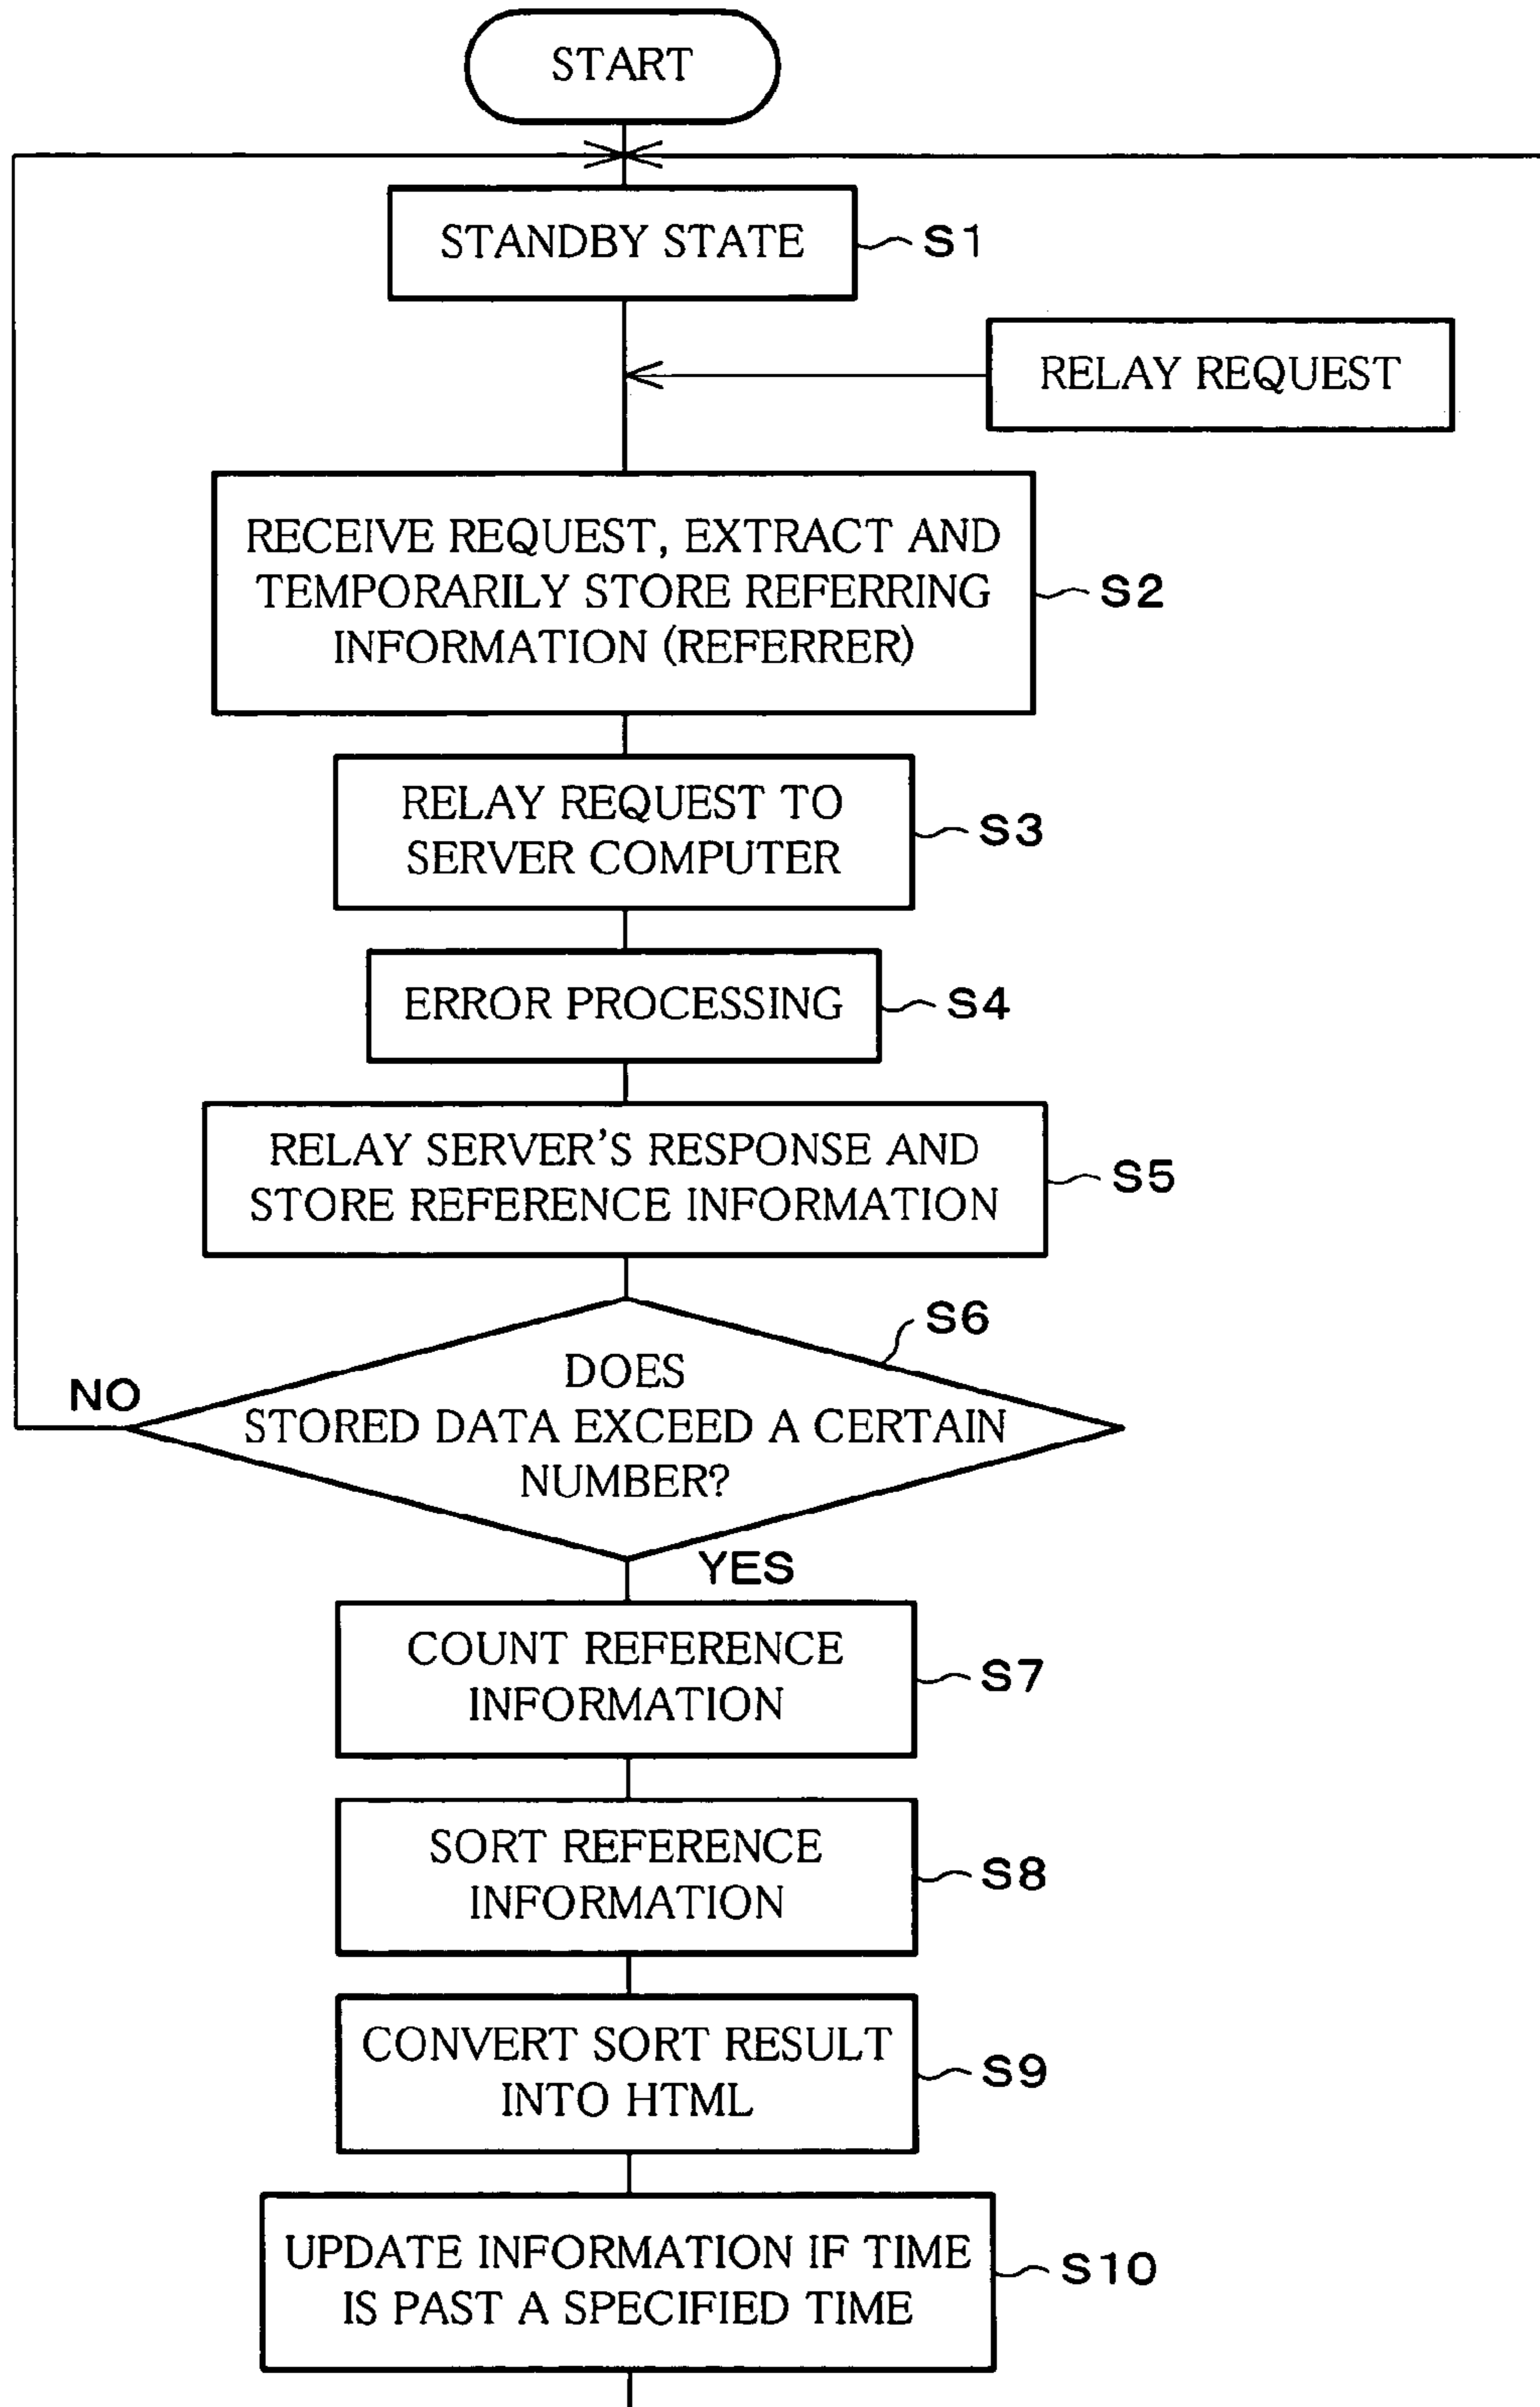 START
STANDBY STATE
S1
RELAY REQUEST
RECEIVE REQUEST, EXTRACT AND
TEMPORARILY STORE REFERRING
INFORMATION (REFERRER)
S2
RELAY REQUEST TO
SERVER COMPUTER
S3
ERROR PROCESSING
S4
RELAY SERVER'S RESPONSE AND
STORE REFERENCE INFORMATION
S5
S6
DOES
STORED DATA EXCEED A CERTAIN
NUMBER?
NO
YES
COUNT REFERENCE
INFORMATION
S7
SORT REFERENCE
INFORMATION
S8
CONVERT SORT RESULT
INTO HTML
S9
UPDATE INFORMATION IF TIME
IS PAST A SPECIFIED TIME
S10